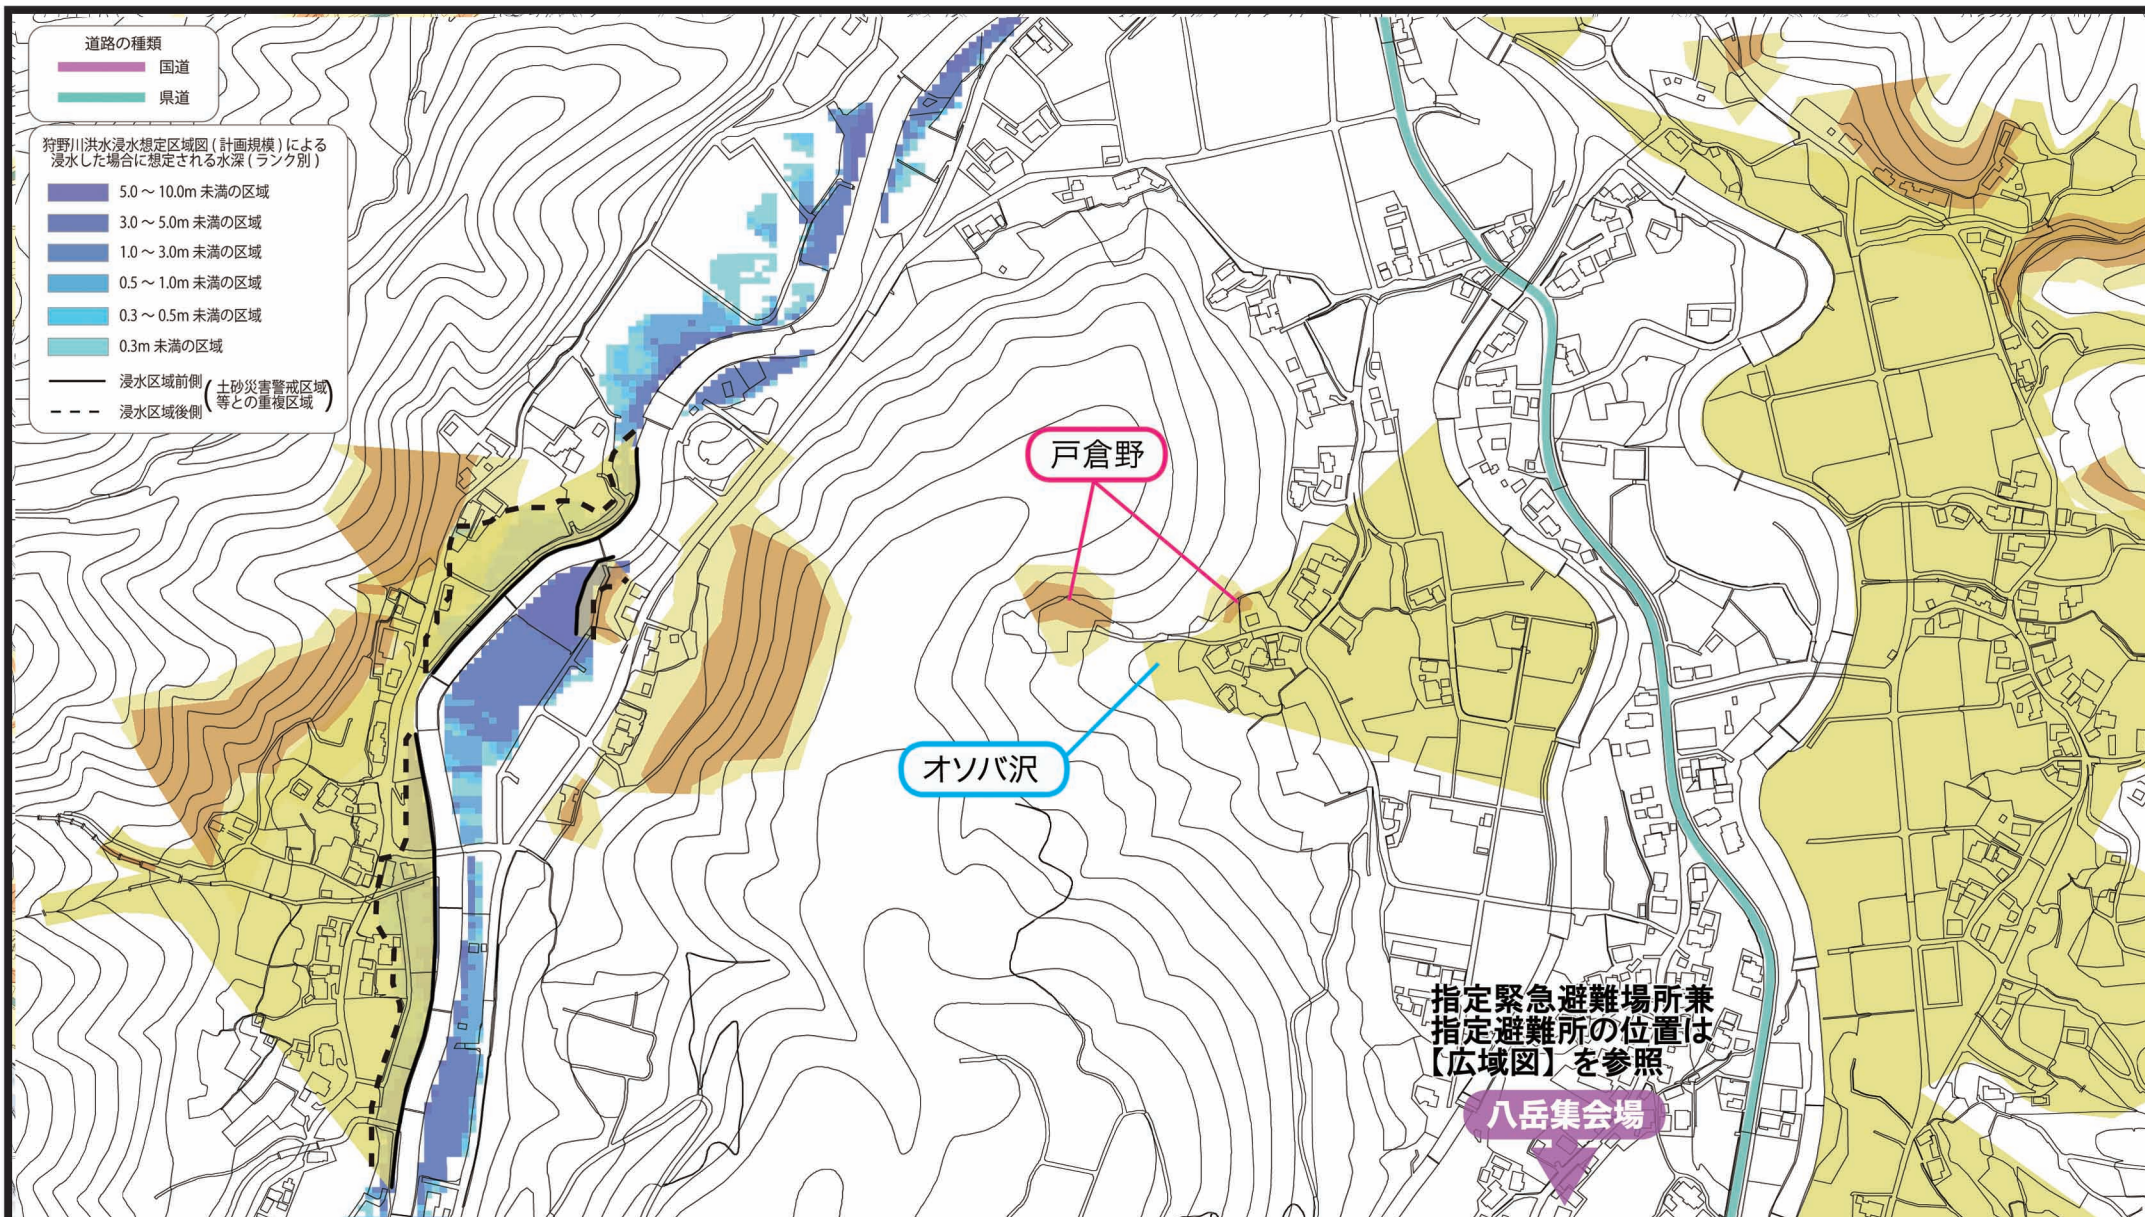 道路の種類
国道
県道
狩野川洪水浸水想定区域図(計画規模)による
浸水した場合に想定される水深(ランク別)
5.0～10.0m 未満の区域
3.0～5.0m 未満の区域
1.0～3.0m 未満の区域
0.5～1.0m 未満の区域
0.3～0.5m 未満の区域
0.3m 未満の区域
浸水区域前側
浸水区域後側
(土砂災害警戒区域
等との重複区域)
戸倉野
オソバ沢
指定緊急避難場所兼
指定避難所の位置は
【広域図】を参照
八岳集会場